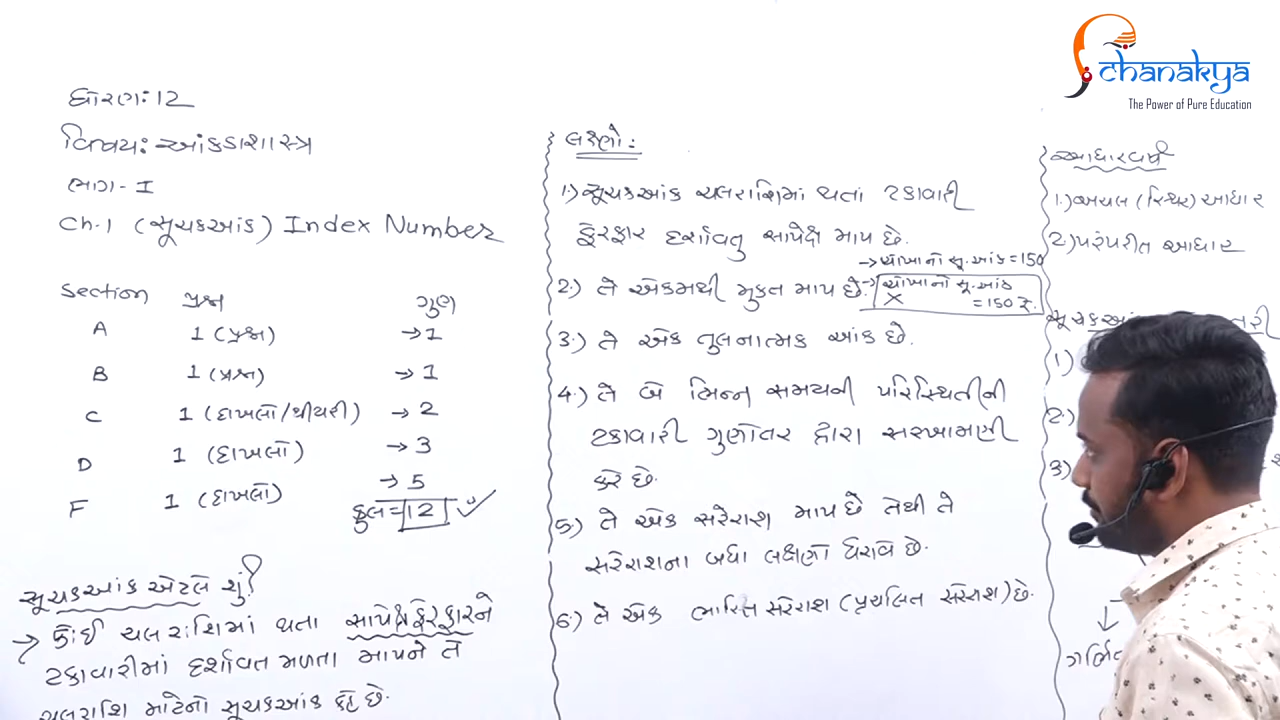 Chanakya
The Power of Pure Education
ધોરણ: 12
વિષય: આંકડાશાસ્ત્ર
ભાગ - I
Ch.1 (સૂચકઆંક) Index Number
Section પ્રશ્ન ગુણ
A 1 (પ્રશ્ન) → 1
B 1 (પ્રશ્ન) → 1
C 1 (દાખલો/થીયરી) → 2
D 1 (દાખલો) → 3
F 1 (દાખલો) → 5
કુલ = 12
સૂચકઆંક એટલે શું?
→ કોઈ ચલરાશિમાં થતા સાપેક્ષ ફેરફારને
ટકાવારીમાં દર્શાવત મળતા માપને તે
ચલરાશિ માટેનો સૂચકઆંક કહે છે.
લક્ષ્ણો:
1.) સૂચકઆંક ચલરાશિમાં થતાં ટકાવારી
ફેરફાર દર્શાવતુ સાપેક્ષ માપ છે.
2.) તે એકમથી મુક્ત માપ છે.
→ ચોખાનો સૂ.આંક = 150
→ ચોખાનો સૂ.આંક
X = 150 રૂ.
3.) તે એક તુલનાત્મક આંક છે.
4.) તે બે ભિન્ન સમયની પરિસ્થિતીની
ટકાવારી ગુણોતર દ્વારા સરખામણી
કરે છે.
5.) તે એક સરેરાશ માપ છે તેથી તે
સરેરાશના બધા લક્ષણો ધરાવે છે.
6.) તે એક ભારિત સરેરાશ (પ્રચલિત સરેરાશ) છે.
આધારવર્ષ
1.) અચલ (સ્થિર) આધાર
2.) પરંપરીત આધાર
1)
2.)
3)